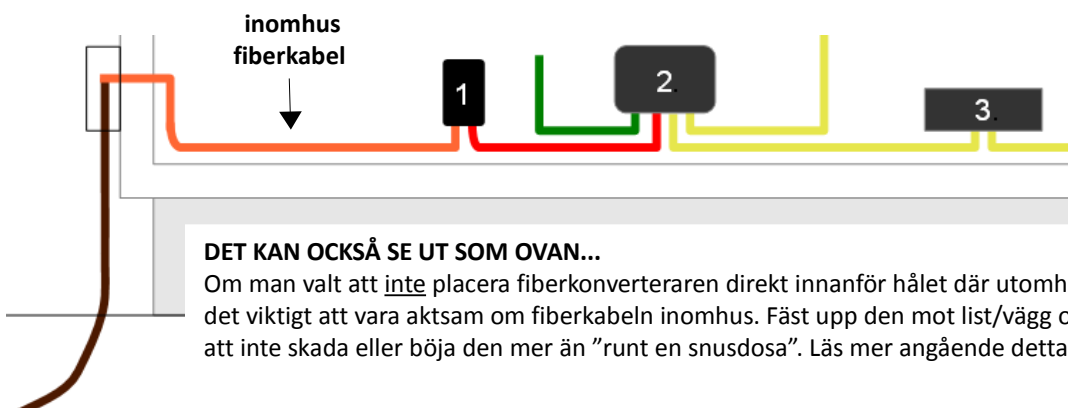 inomhus
fiberkabel
1
2.
3.
DET KAN OCKSÅ SE UT SOM OVAN...
Om man valt att inte placera fiberkonverteraren direkt innanför hålet där
det viktigt att vara aktsam om fiberkabeln inomhus. Fäst upp den mot list/vägg
att inte skada eller böja den mer än ”runt en snusdosa”. Läs mer angående detta